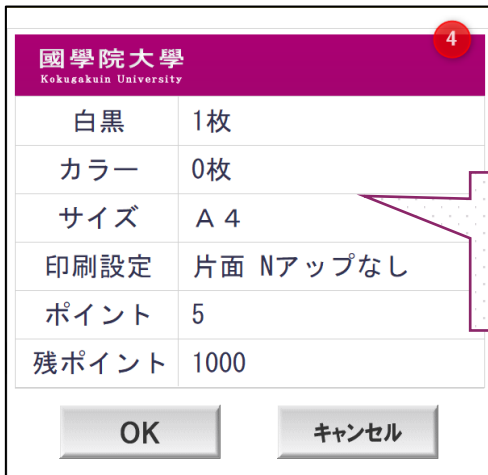 4
國學院大學
Kokugakuin University
白黒 1枚
カラー 0枚
サイズ Ａ４
印刷設定 片面 Nアップなし
ポイント 5
残ポイント 1000
OK キャンセル